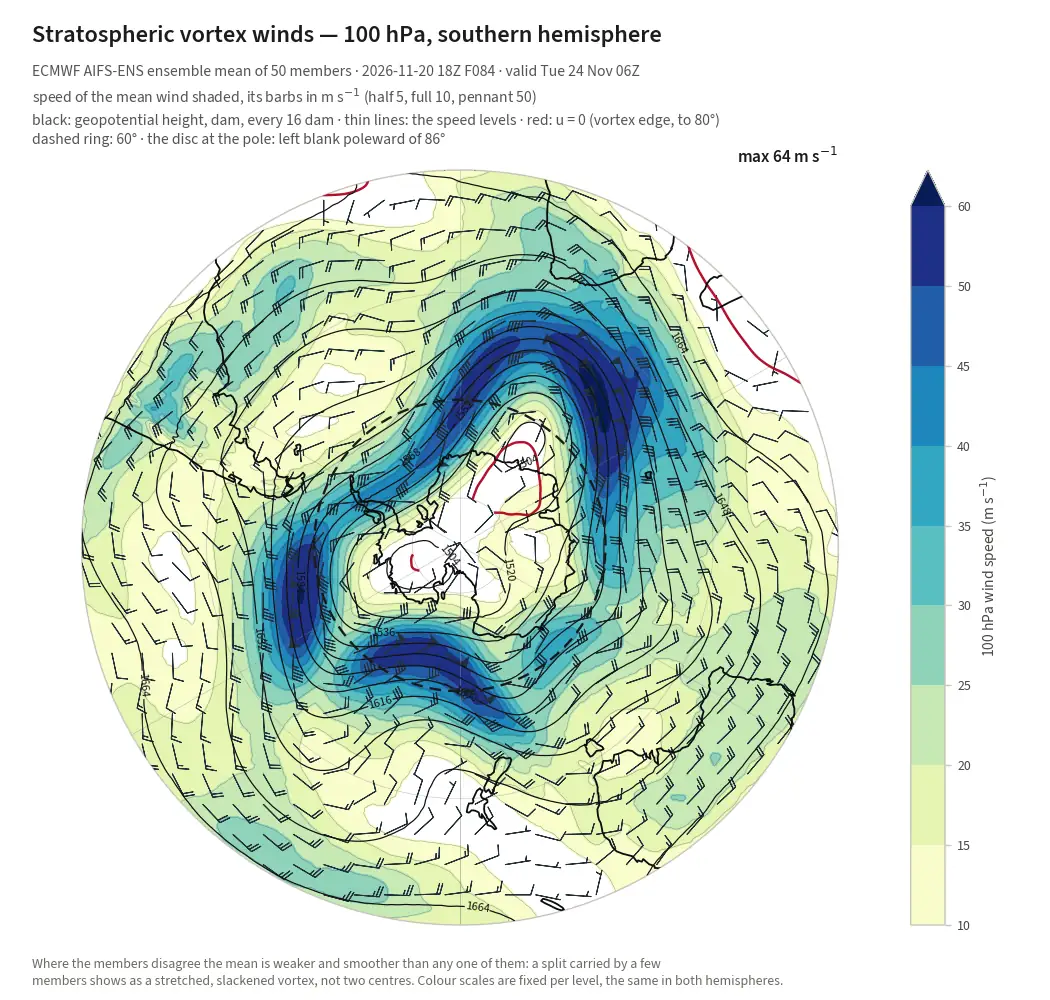 Stratospheric vortex winds — 100 hPa, southern hemisphere
ECMWF AIFS-ENS ensemble mean of 50 members · 2026-11-20 18Z F084 · valid Tue 24 Nov 06Z
speed of the mean wind shaded, its barbs in m s⁻¹ (half 5, full 10, pennant 50)
black: geopotential height, dam, every 16 dam · thin lines: the speed levels · red: u = 0 (vortex edge, to 80°)
dashed ring: 60° · the disc at the pole: left blank poleward of 86°
max 64 m s⁻¹
60
50
45
40
35
30
25
20
15
10
100 hPa wind speed (m s⁻¹)
1664
1648
1520
1536
1616
1664
1664
Where the members disagree the mean is weaker and smoother than any one of them: a split carried by a few
members shows as a stretched, slackened vortex, not two centres. Colour scales are fixed per level, the same in both hemispheres.